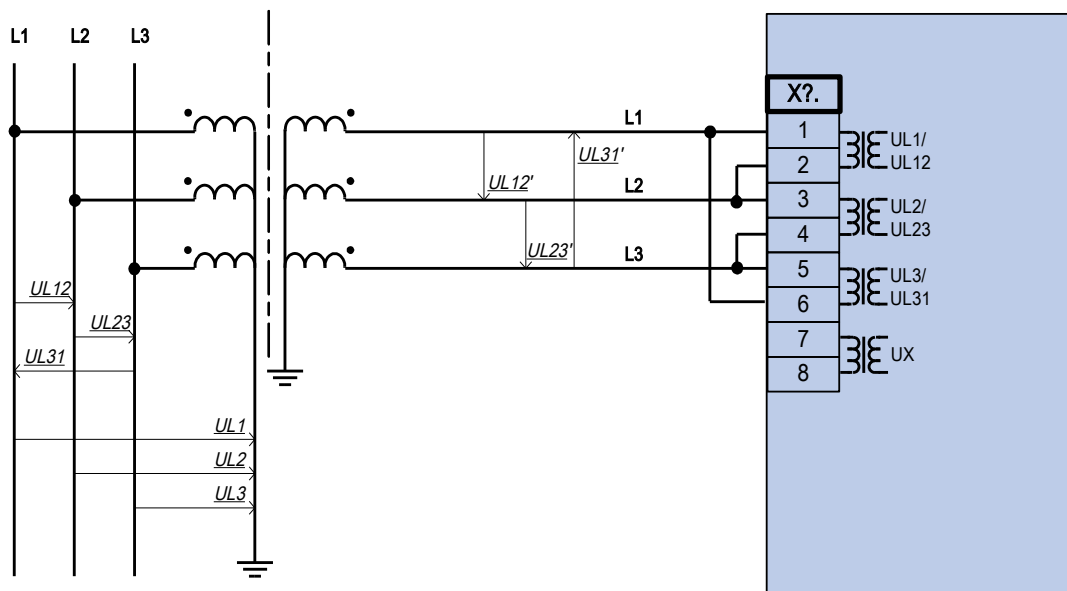 L1 L2 L3
X?.
L1
1
UL1/
UL31'
2
UL12
UL12'
L2
3
UL2/
4
UL23
UL23'
L3
5
UL3/
UL12
6
UL31
UL23
7
UL31
UX
8
UL1
UL2
UL3